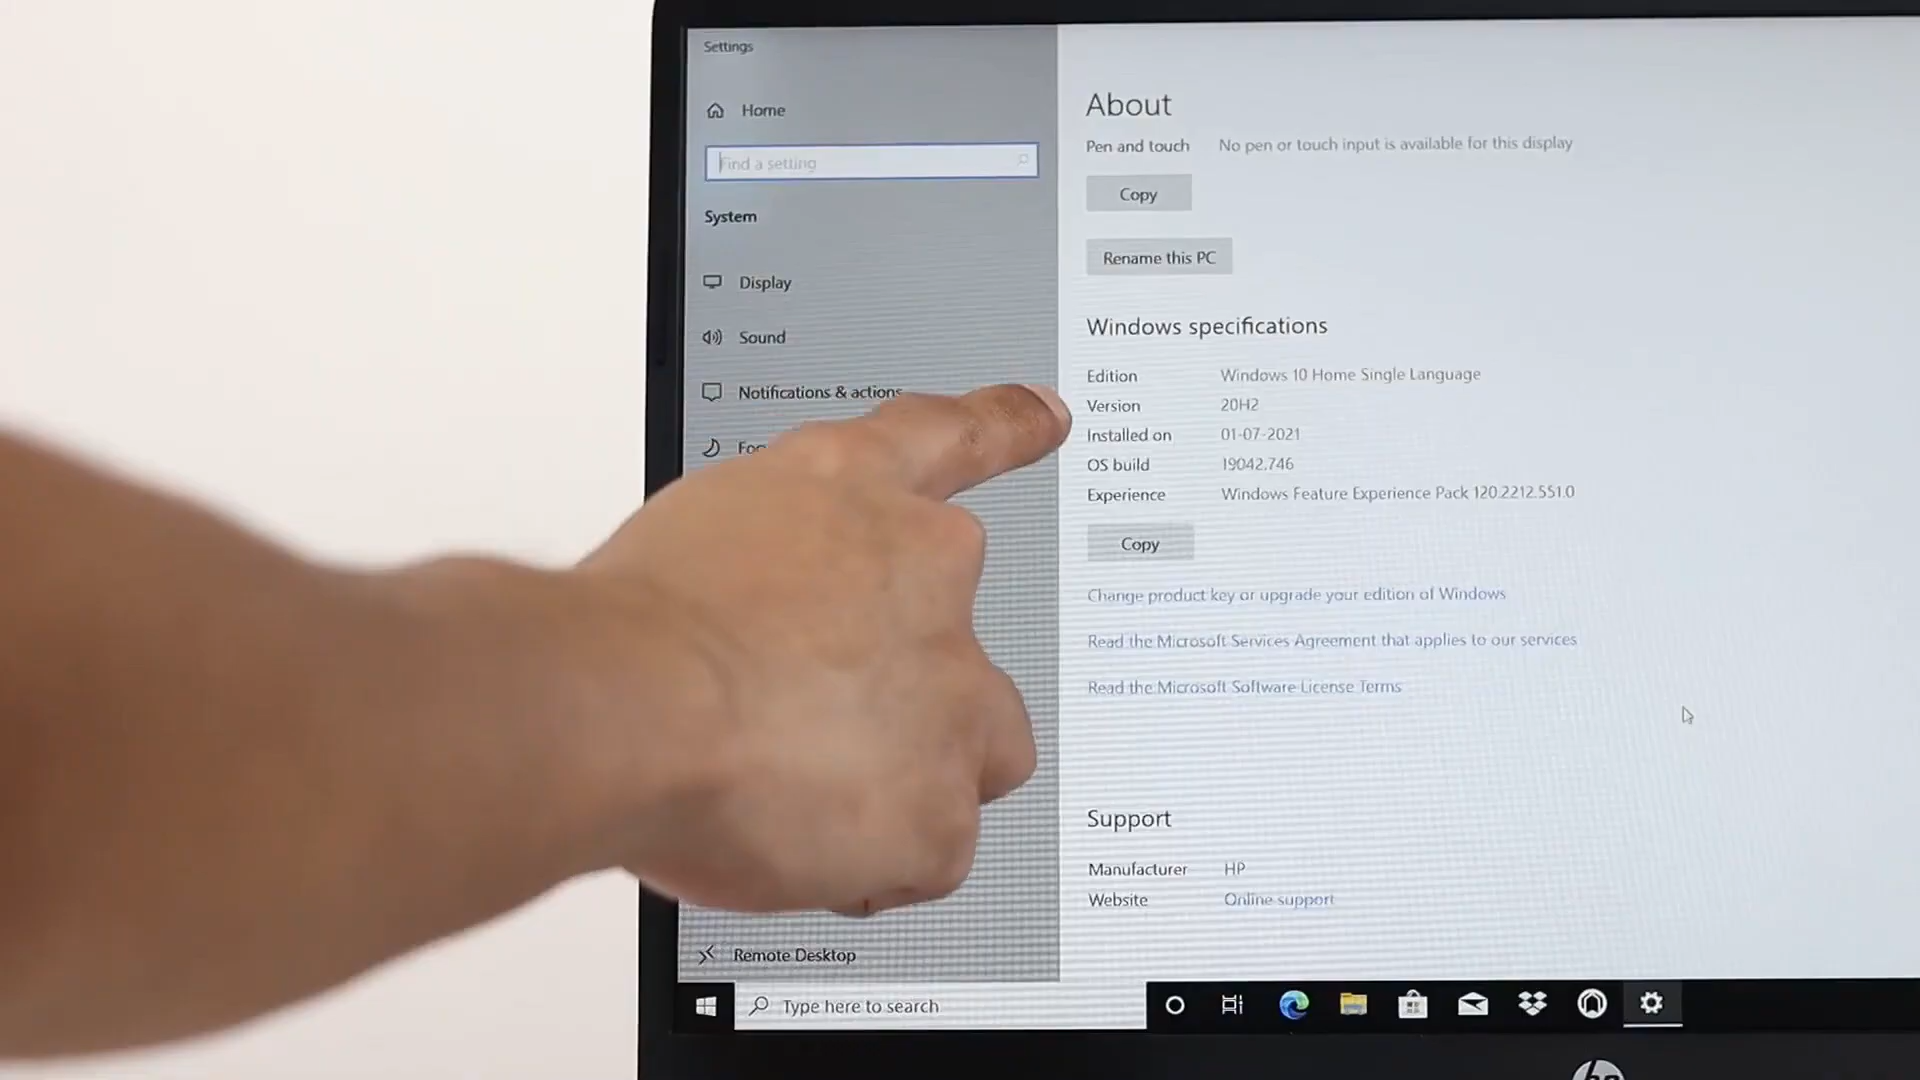 Settings
Home
Find a setting
System
Display
Sound
Notifications & actions
Remote Desktop
About
Pen and touch No pen or touch input is available for this display
Copy
Rename this PC
Windows specifications
Edition Windows 10 Home Single Language
Version 20H2
Installed on 01-07-2021
OS build 19042.746
Experience Windows Feature Experience Pack 120.2212.551.0
Copy
Change product key or upgrade your edition of Windows
Read the Microsoft Services Agreement that applies to our services
Read the Microsoft Software License Terms
Support
Manufacturer HP
Website Online support
Type here to search
hp